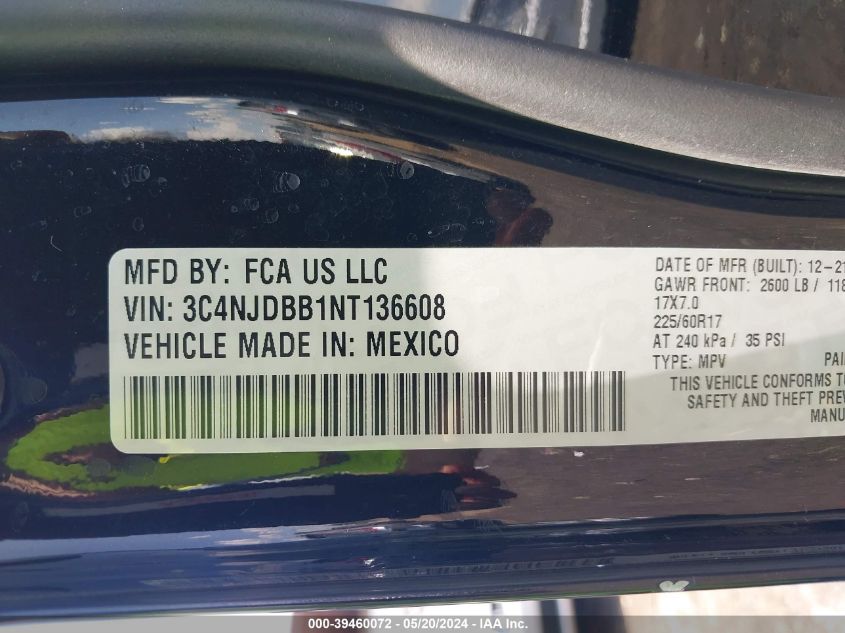 MFD BY: FCA US LLC
VIN: 3C4NJDBB1NT136608
VEHICLE MADE IN: MEXICO
DATE OF MFR (BUILT): 12-21
GAWR FRONT: 2600 LB / 118
17X7.0
225/60R17
AT 240 kPa / 35 PSI
TYPE: MPV
THIS VEHICLE CONFORMS TO
SAFETY AND THEFT
000-39460072 - 05/20/2024 - IAA Inc.